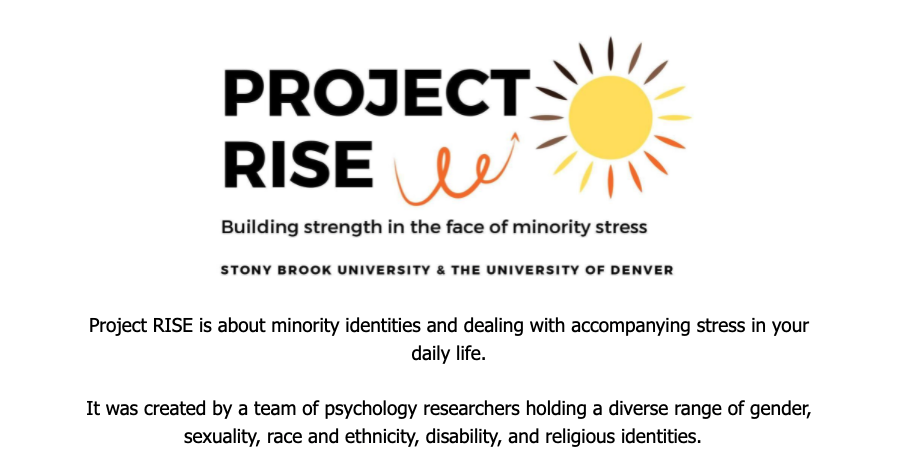 PROJECT
RISE
Building strength in the face of minority stress
STONY BROOK UNIVERSITY & THE UNIVERSITY OF DENVER
Project RISE is about minority identities and dealing with accompanying stress in your
daily life.
It was created by a team of psychology researchers holding a diverse range of gender,
sexuality, race and ethnicity, disability, and religious identities.